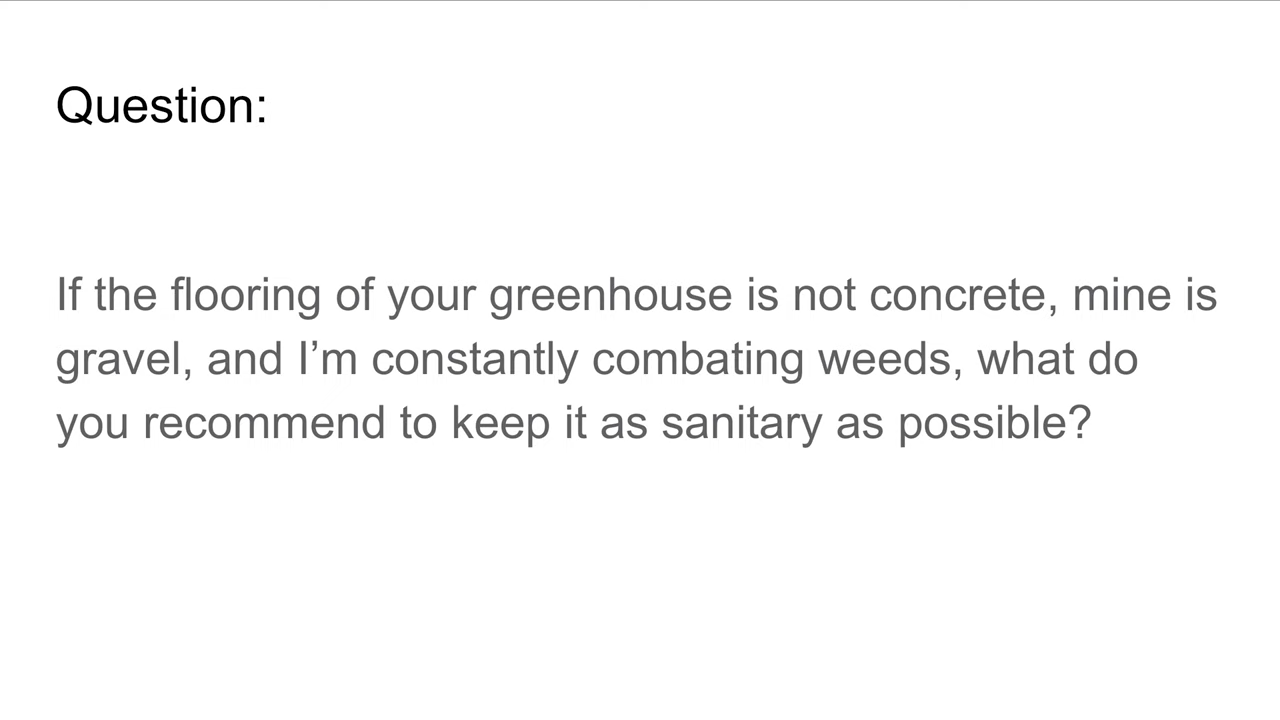 Question:
If the flooring of your greenhouse is not concrete, mine is
gravel, and I’m constantly combating weeds, what do
you recommend to keep it as sanitary as possible?